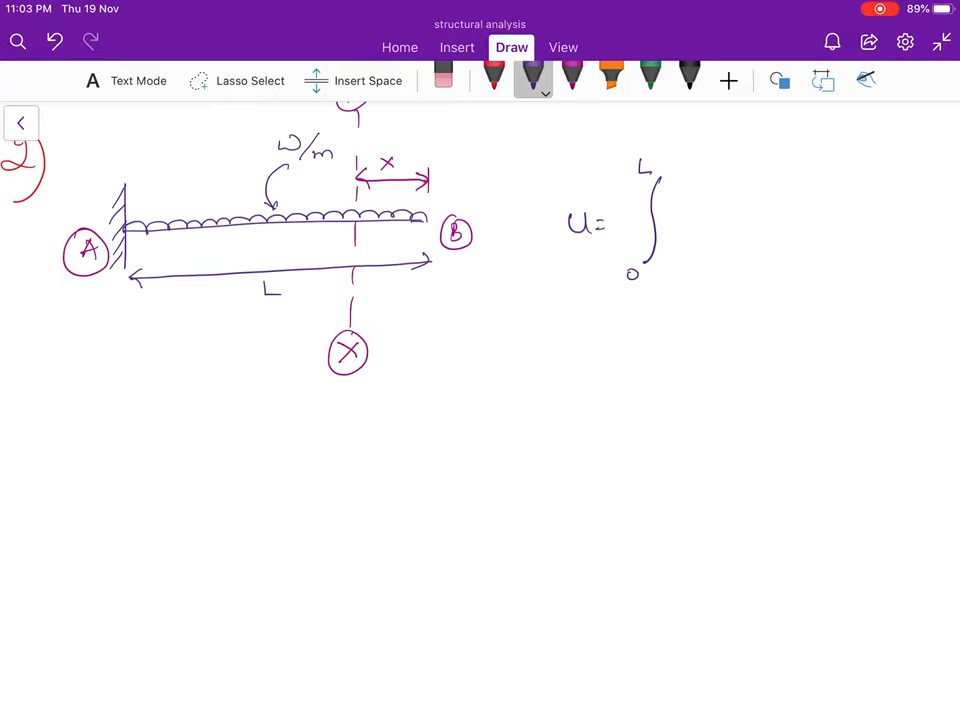 11:03 PM Thu 19 Nov
89%
structural analysis
Home Insert Draw View
A Text Mode Lasso Select Insert Space
2)
W/m
x
A
B
L
X
L
U= ∫
0